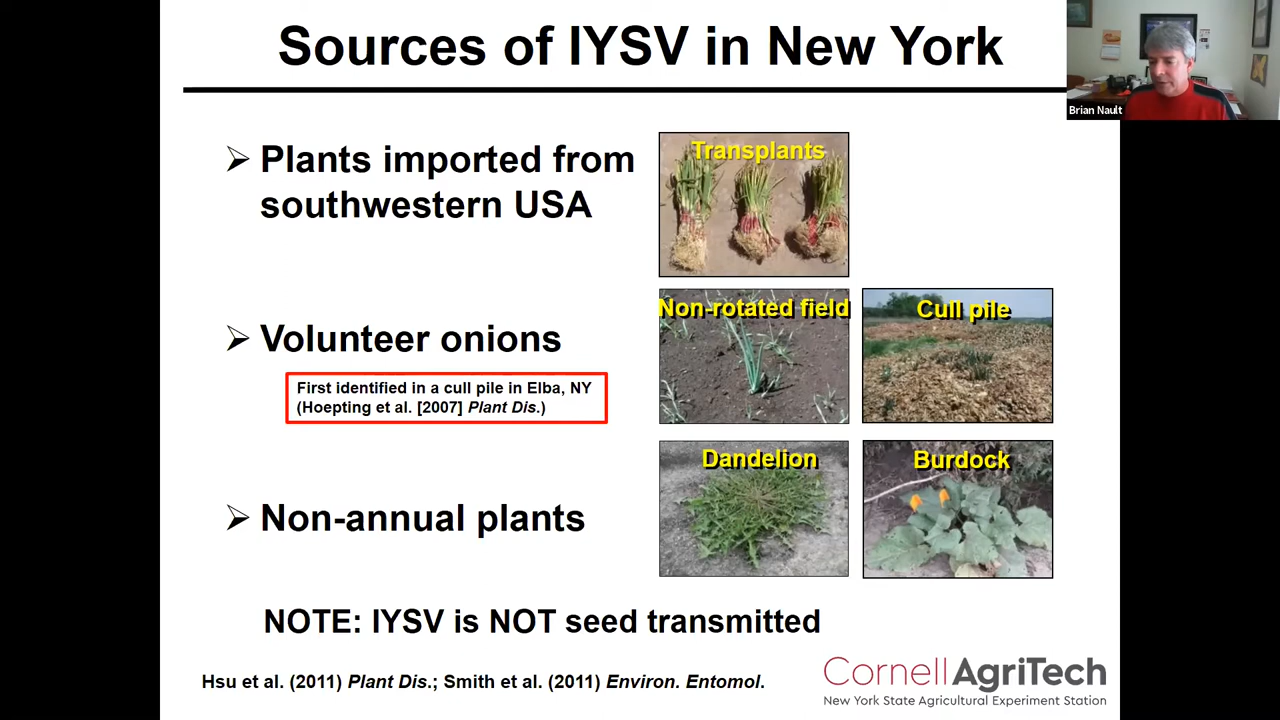 Sources of IYSV in New York
Brian Nault
➢ Plants imported from
southwestern USA
Transplants
➢ Volunteer onions
First identified in a cull pile in Elba, NY
(Hoepting et al. [2007] Plant Dis.)
Non-rotated field
Cull pile
➢ Non-annual plants
Dandelion
Burdock
NOTE: IYSV is NOT seed transmitted
Hsu et al. (2011) Plant Dis.; Smith et al. (2011) Environ. Entomol.
CornellAgriTech
New York State Agricultural Experiment Station